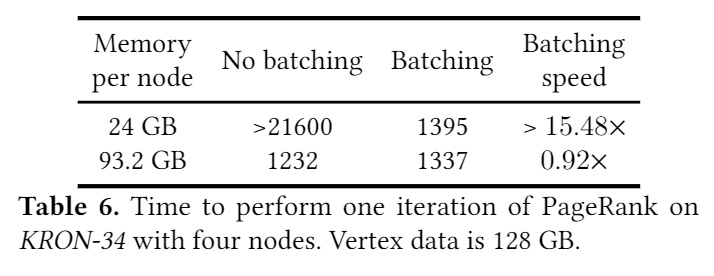 Memory per node No batching Batching Batching speed
24 GB >21600 1395 > 15.48×
93.2 GB 1232 1337 0.92×
Table 6. Time to perform one iteration of PageRank on
KRON-34 with four nodes. Vertex data is 128 GB.